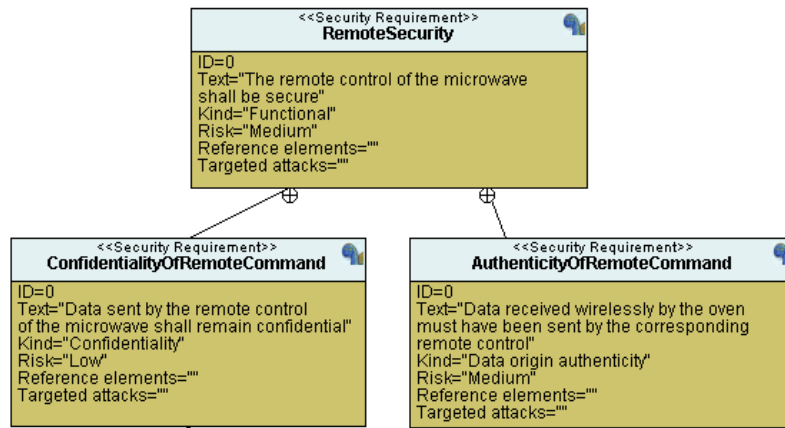 <<Security Requirement>>
RemoteSecurity
ID=0
Text="The remote control of the microwave
shall be secure"
Kind="Functional"
Risk="Medium"
Reference elements=""
Targeted attacks=""
<<Security Requirement>>
ConfidentialityOfRemoteCommand
ID=0
Text="Data sent by the remote control
of the microwave shall remain confidential"
Kind="Confidentiality"
Risk="Low"
Reference elements=""
Targeted attacks=""
<<Security Requirement>>
AuthenticityOfRemoteCommand
ID=0
Text="Data received wirelessly by the oven
must have been sent by the corresponding
remote control"
Kind="Data origin authenticity"
Risk="Medium"
Reference elements=""
Targeted attacks=""